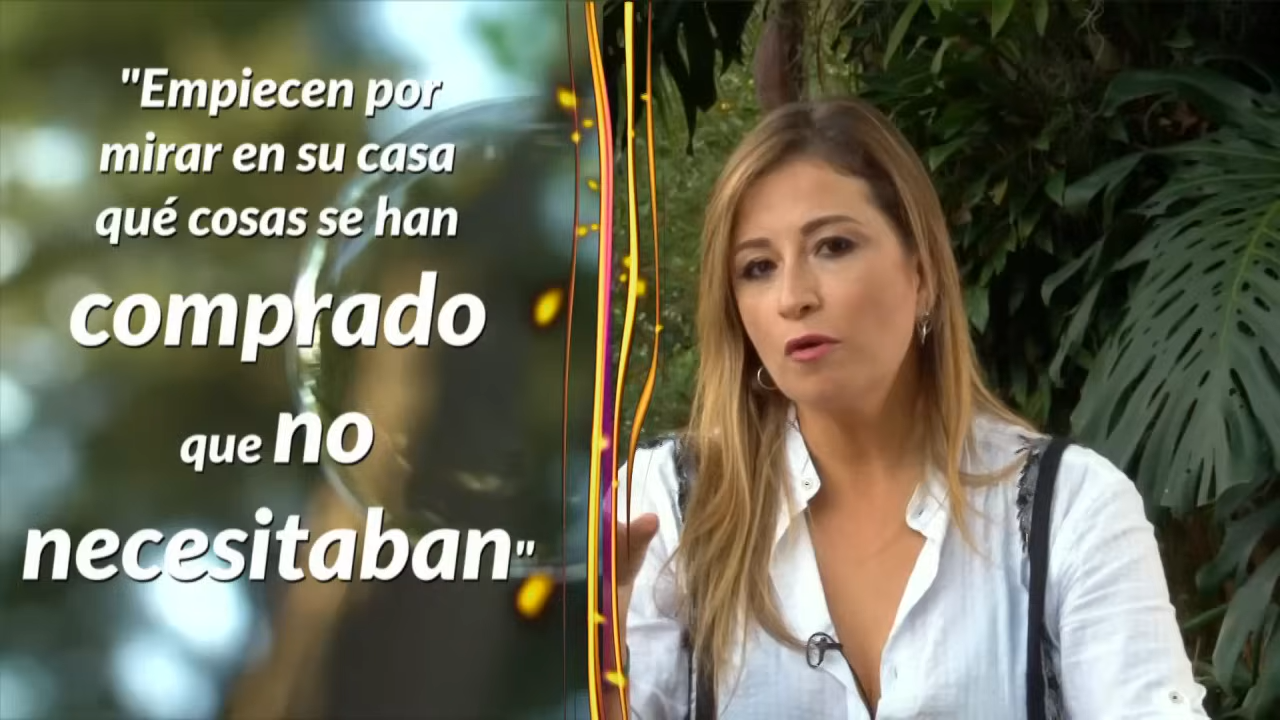 "Empiecen por
mirar en su casa
qué cosas se han
comprado
que no
necesitaban"